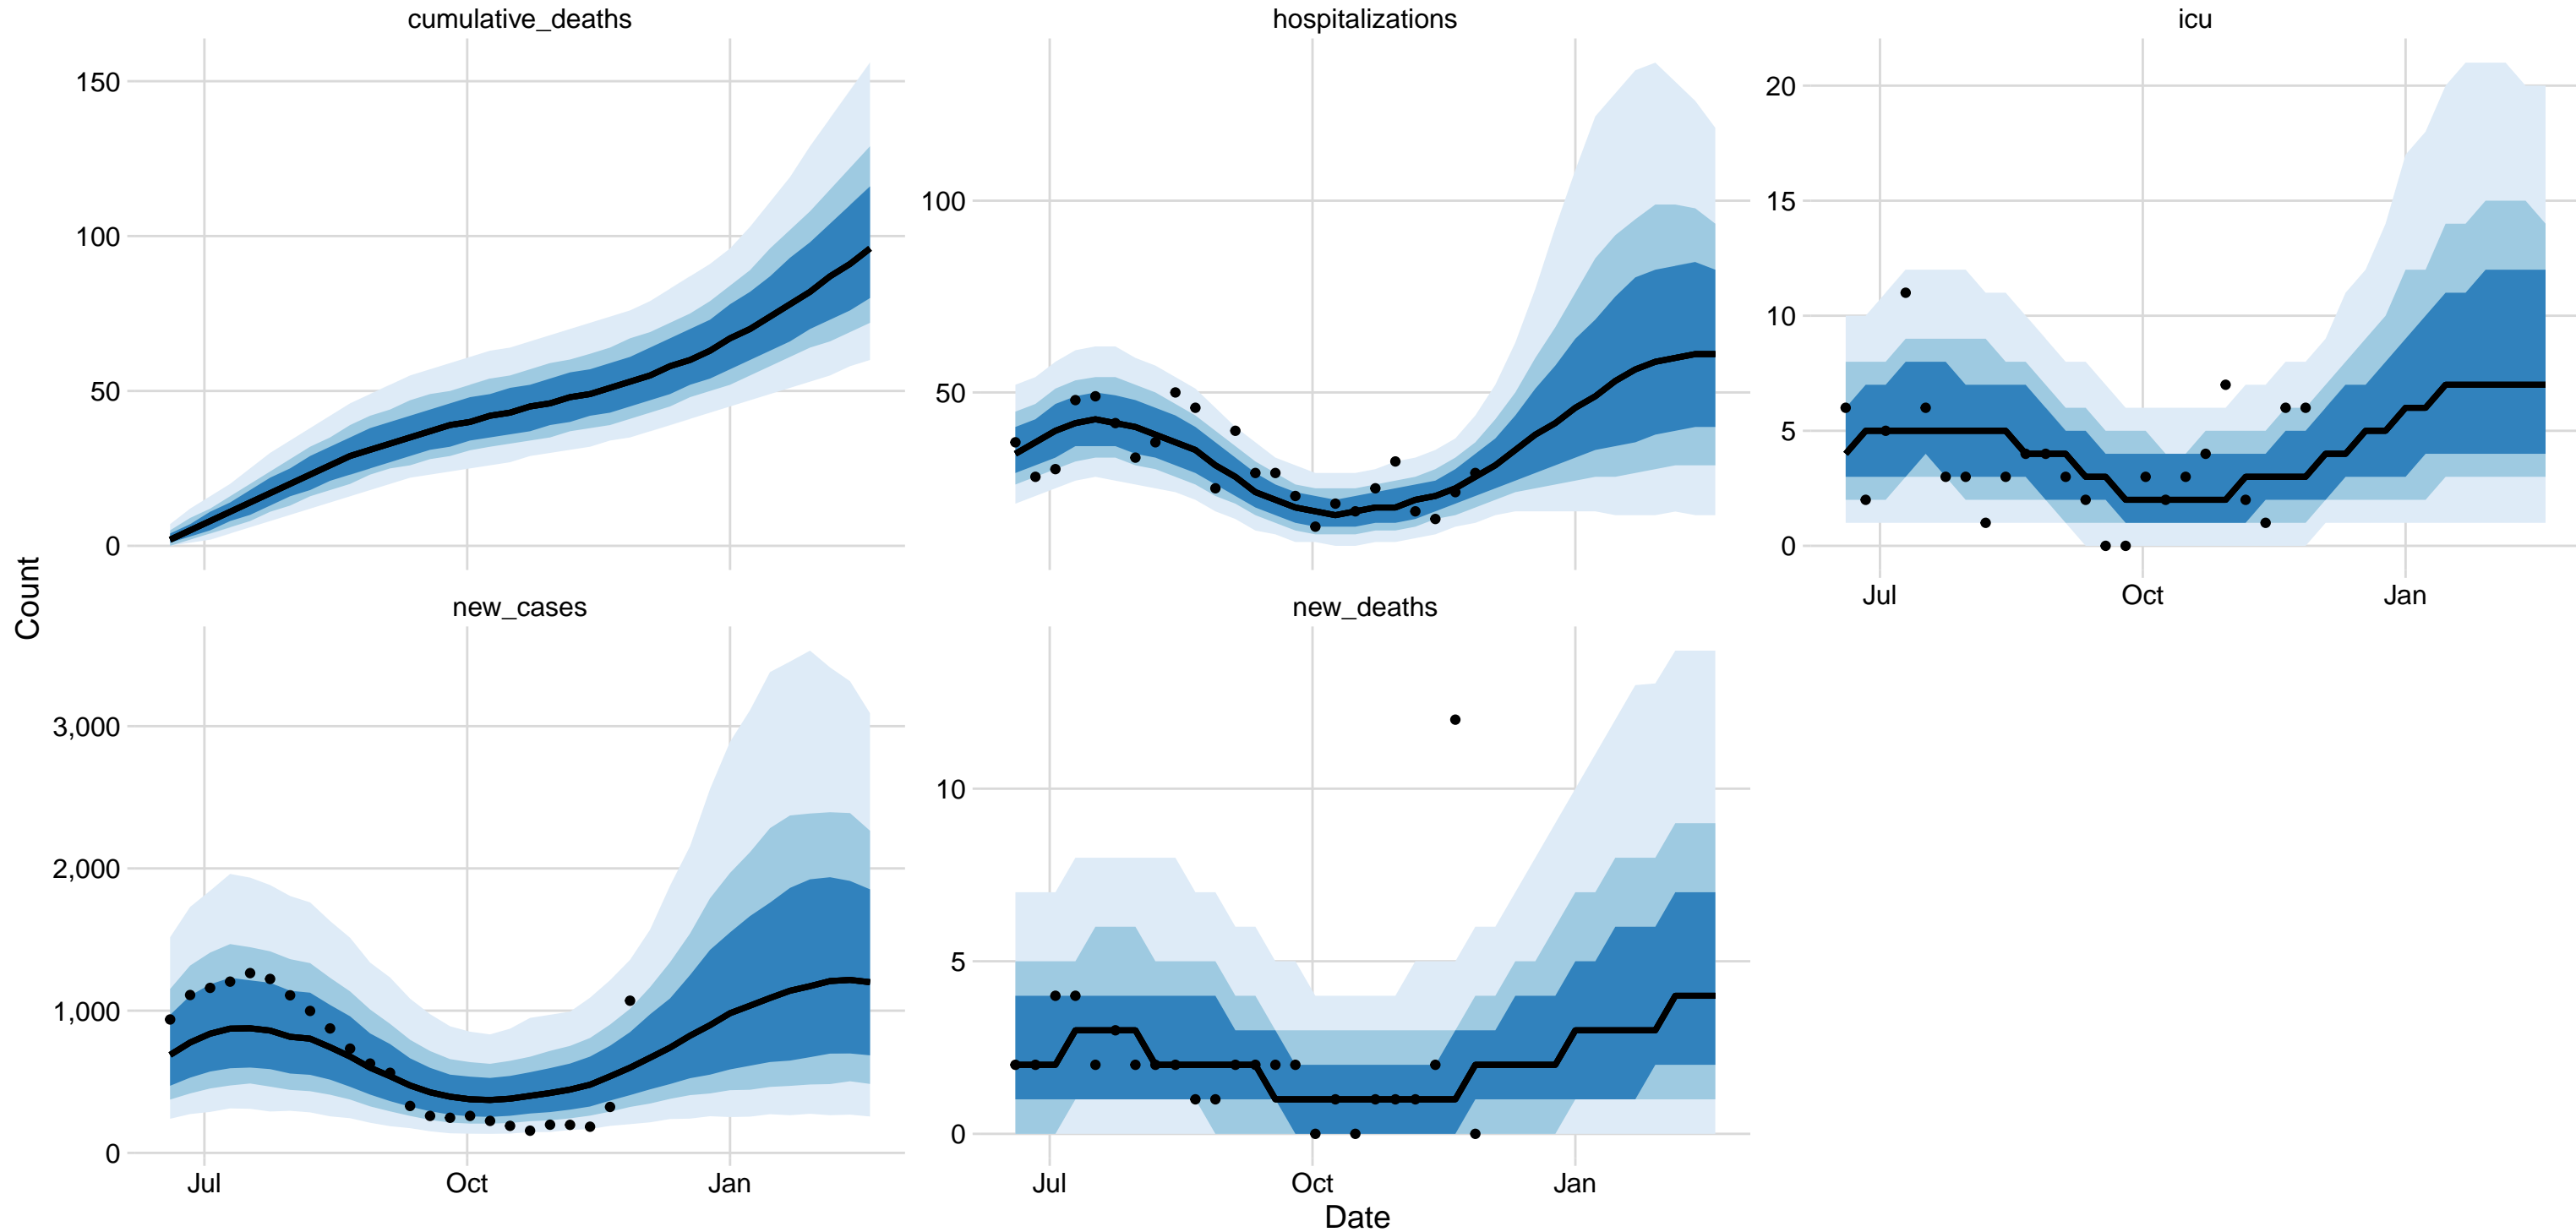 cumulative_deaths
hospitalizations
icu
150
100
50
0
100
50
20
15
10
5
0
Jul Oct Jan
Count
new_cases
new_deaths
3,000
2,000
1,000
0
10
5
0
Jul Oct Jan
Jul Oct Jan
Date